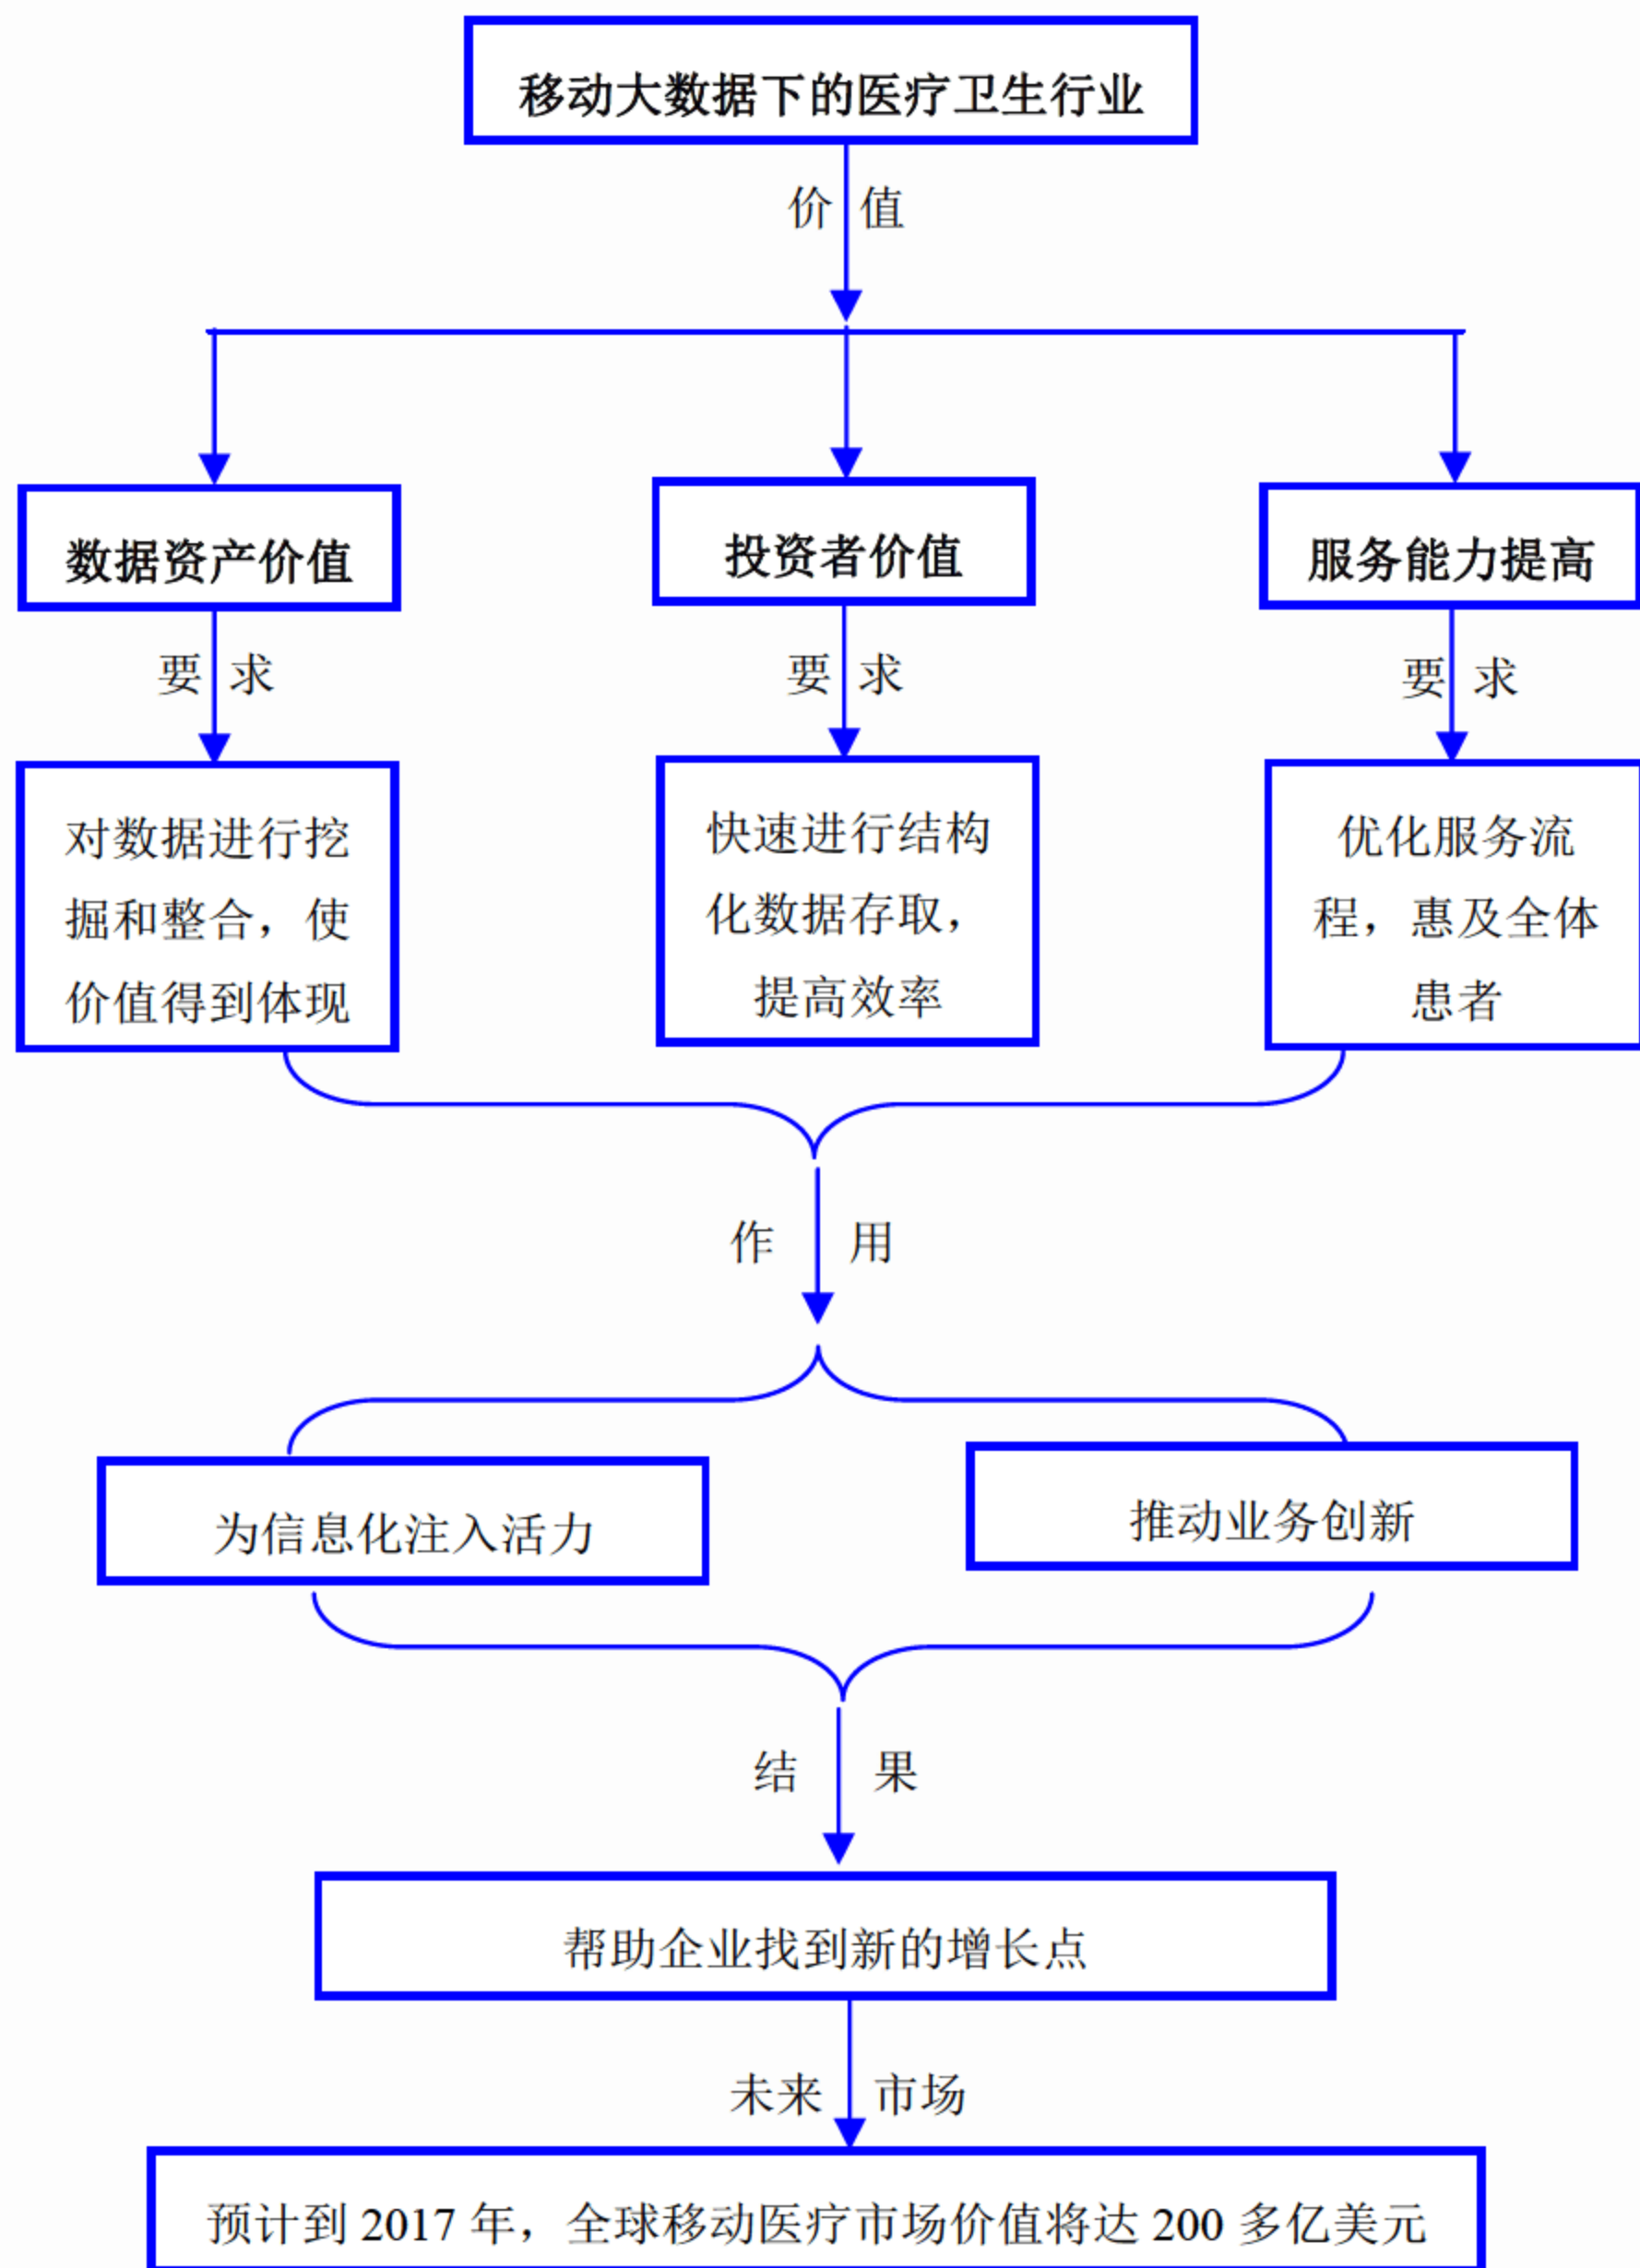 移动大数据下的医疗卫生行业
价 值
数据资产价值
投资者价值
服务能力提高
要 求
要 求
要 求
对数据进行挖
掘和整合，使
价值得到体现
快速进行结构
化数据存取，
提高效率
优化服务流
程，惠及全体
患者
作 用
为信息化注入活力
推动业务创新
结 果
帮助企业找到新的增长点
未来 市场
预计到 2017 年，全球移动医疗市场价值将达 200 多亿美元